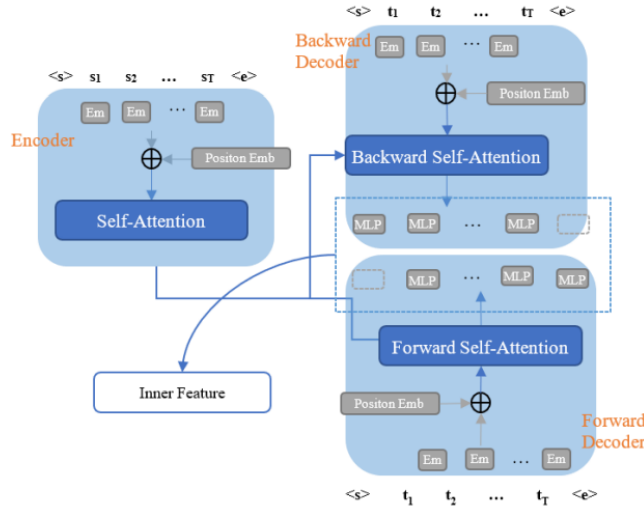 <s> t1 t2 ... tT <e>
Backward
Decoder
Em Em ... Em
Positon Emb
Backward Self-Attention
MLP MLP ... MLP
<s> s1 s2 ... sT <e>
Em Em ... Em
Encoder
Positon Emb
Self-Attention
MLP ... MLP MLP
Forward Self-Attention
Inner Feature
Positon Emb
Forward
Decoder
Em Em ... Em
<s> t1 t2 ... tT <e>